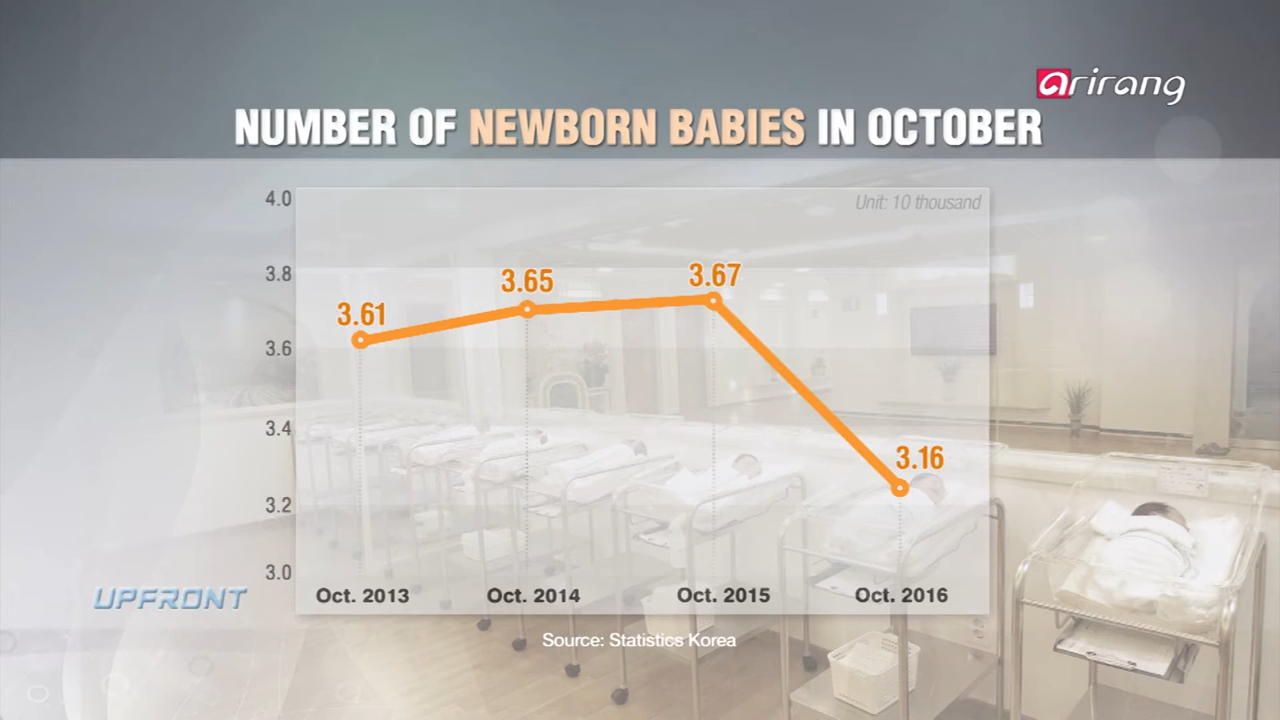 arirang
NUMBER OF NEWBORN BABIES IN OCTOBER
Unit: 10 thousand
4.0
3.8
3.6
3.4
3.2
3.0
3.61
3.65
3.67
3.16
Oct. 2013 Oct. 2014 Oct. 2015 Oct. 2016
UPFRONT
Source: Statistics Korea